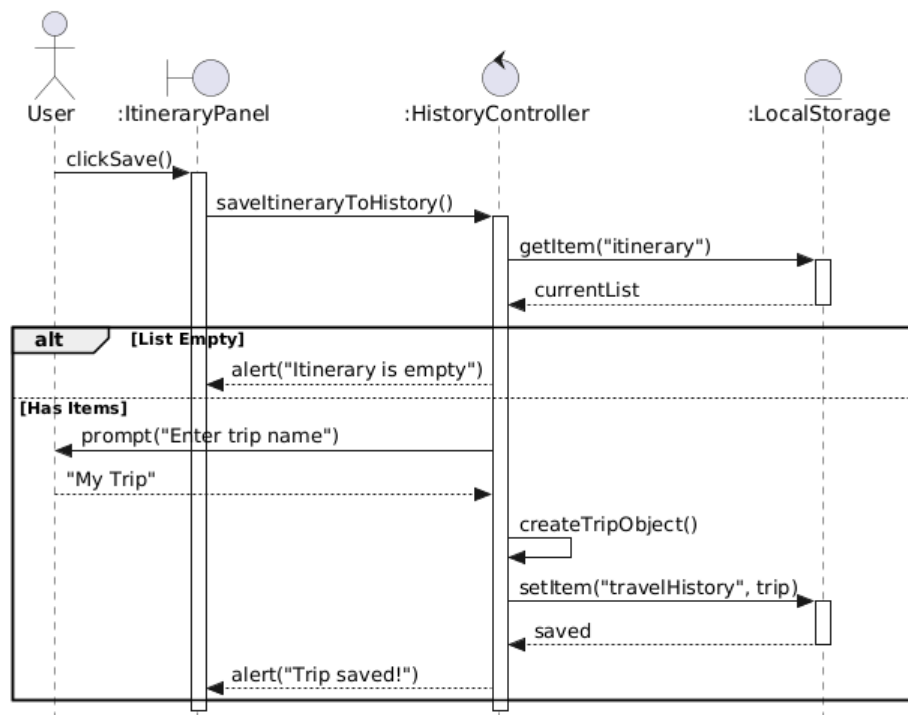 User
:ItineraryPanel
:HistoryController
:LocalStorage
clickSave()
saveItineraryToHistory()
getItem("itinerary")
currentList
alt
[List Empty]
alert("Itinerary is empty")
[Has Items]
prompt("Enter trip name")
"My Trip"
createTripObject()
setItem("travelHistory", trip)
saved
alert("Trip saved!")